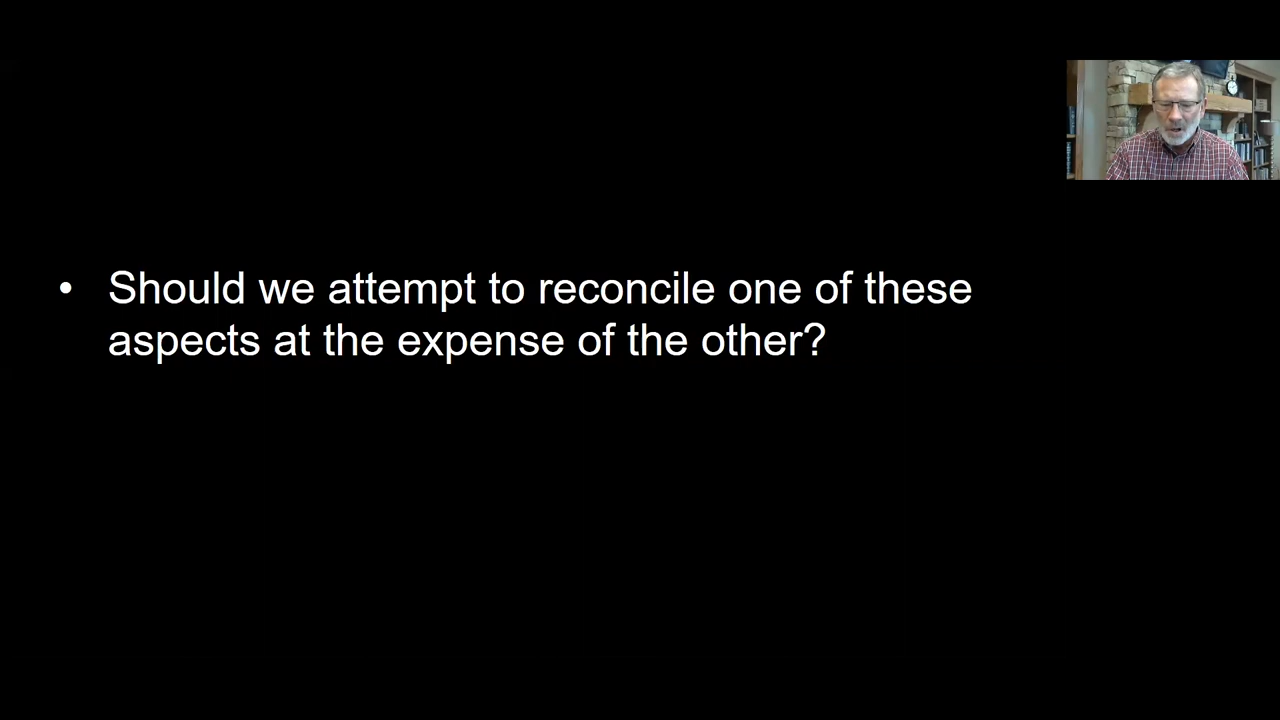 • Should we attempt to reconcile one of these
aspects at the expense of the other?